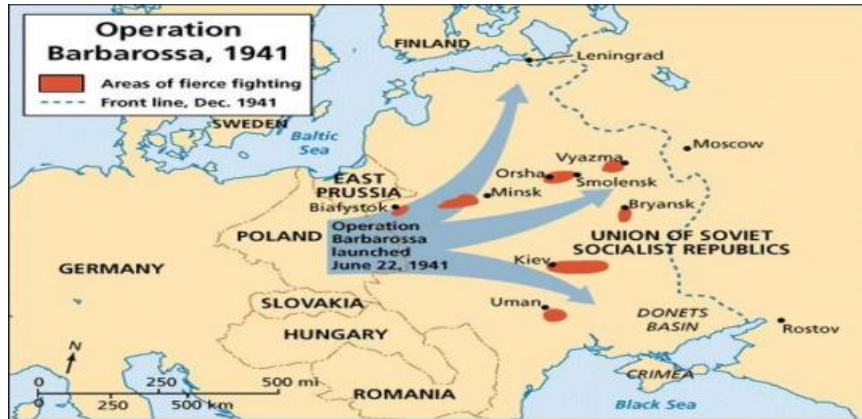 Operation
Barbarossa, 1941
Areas of fierce fighting
Front line, Dec. 1941
FINLAND
Leningrad
SWEDEN
Baltic
Sea
Moscow
Vyazma
Orsha
Smolensk
EAST
PRUSSIA
Minsk
Białystok
Bryansk
POLAND
Operation
Barbarossa
launched
June 22, 1941
UNION OF SOVIET
SOCIALIST REPUBLICS
GERMANY
Kiev
SLOVAKIA
Uman
DONETS
BASIN
HUNGARY
Rostov
N
CRIMEA
ROMANIA
Black Sea
0 250 500 mi
0 250 500 km